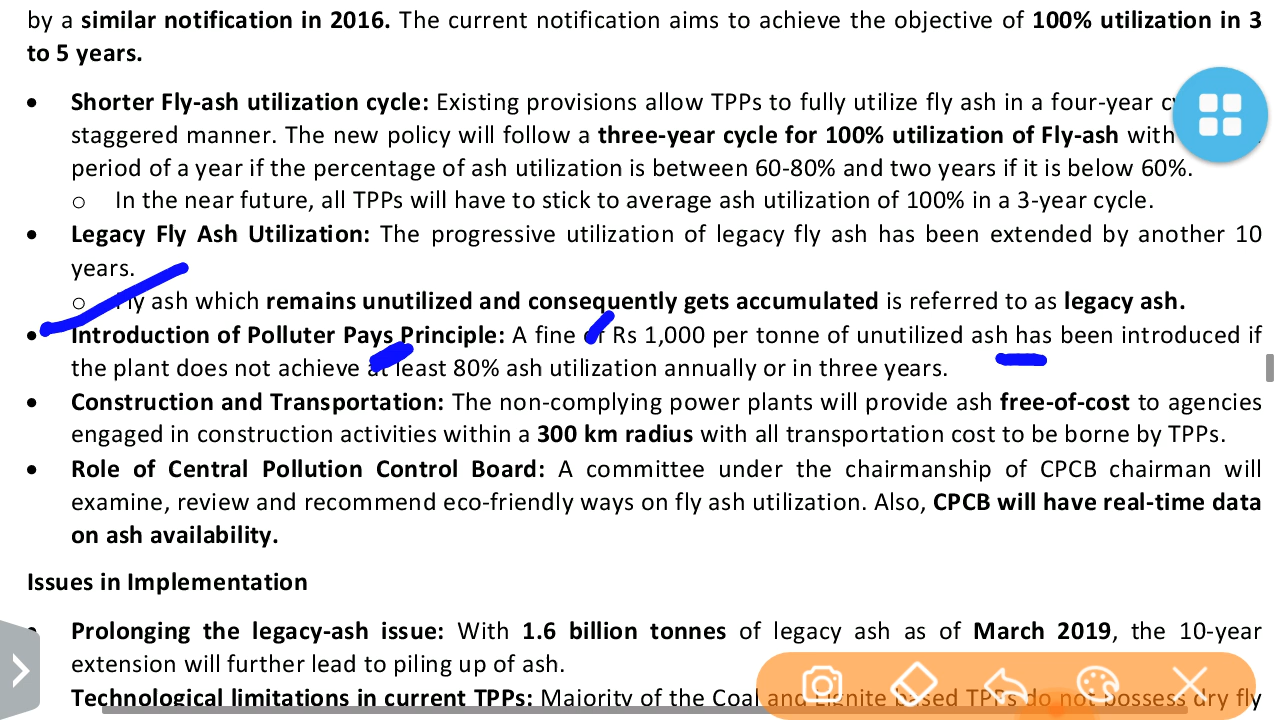 by a similar notification in 2016. The current notification aims to achieve the objective of 100% utilization in 3
to 5 years.
• Shorter Fly-ash utilization cycle: Existing provisions allow TPPs to fully utilize fly ash in a four-year
staggered manner. The new policy will follow a three-year cycle for 100% utilization of Fly-ash with
period of a year if the percentage of ash utilization is between 60-80% and two years if it is below 60%.
o In the near future, all TPPs will have to stick to average ash utilization of 100% in a 3-year cycle.
• Legacy Fly Ash Utilization: The progressive utilization of legacy fly ash has been extended by another 10
years.
o Fly ash which remains unutilized and consequently gets accumulated is referred to as legacy ash.
• Introduction of Polluter Pays Principle: A fine of Rs 1,000 per tonne of unutilized ash has been introduced if
the plant does not achieve at least 80% ash utilization annually or in three years.
• Construction and Transportation: The non-complying power plants will provide ash free-of-cost to agencies
engaged in construction activities within a 300 km radius with all transportation cost to be borne by TPPs.
• Role of Central Pollution Control Board: A committee under the chairmanship of CPCB chairman will
examine, review and recommend eco-friendly ways on fly ash utilization. Also, CPCB will have real-time data
on ash availability.
Issues in Implementation
• Prolonging the legacy-ash issue: With 1.6 billion tonnes of legacy ash as of March 2019, the 10-year
extension will further lead to piling up of ash.
Technological limitations in current TPPs: Majority of the Coal and Lignite based TPPs do not possess dry fly